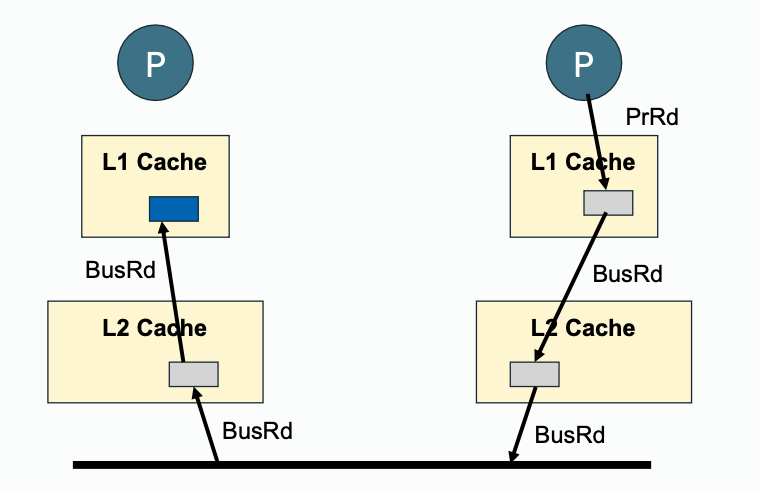 P
P
PrRd
L1 Cache
L1 Cache
BusRd
BusRd
L2 Cache
L2 Cache
BusRd
BusRd